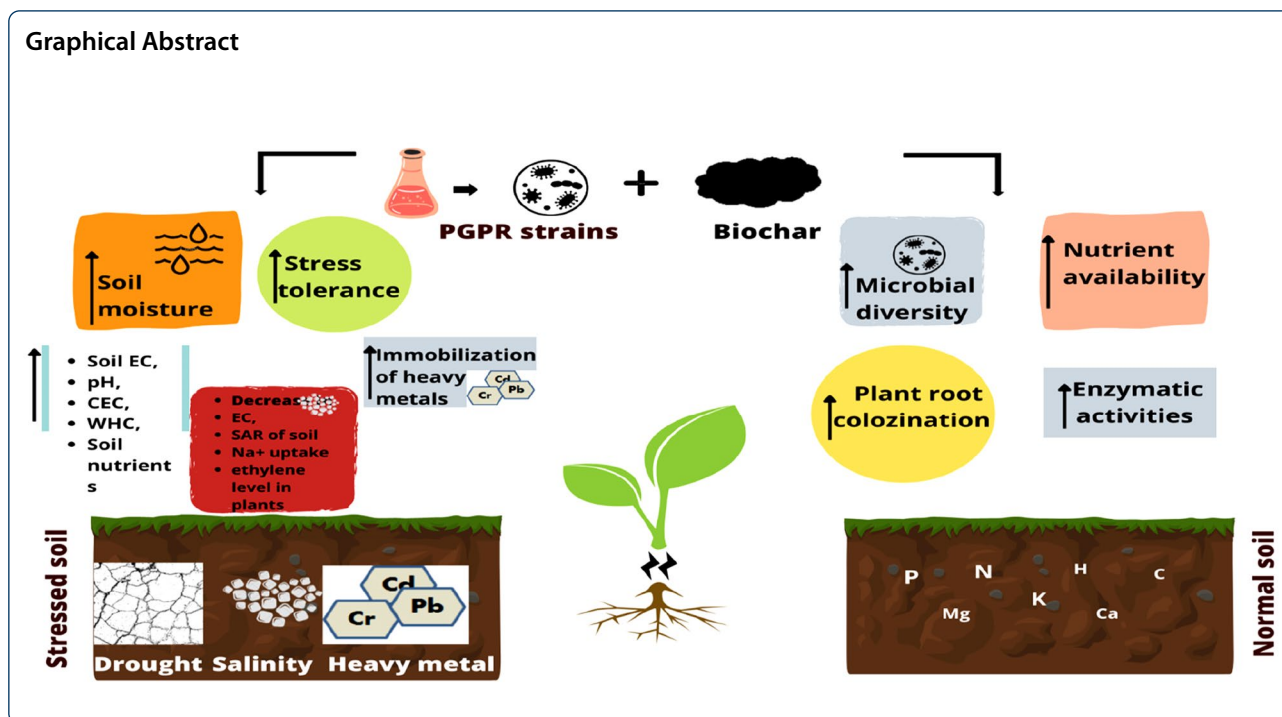 Graphical Abstract
PGPR strains
+
Biochar
Soil
moisture
Stress
tolerance
Microbial
diversity
Nutrient
availability
• Soil EC,
• pH,
• CEC,
• WHC,
• Soil
nutrient
s
• Decrease
• EC,
• SAR of soil
• Na+ uptake
• ethylene
level in
plants
Immobilization
of heavy
metals
Cd
Cr
Pb
Plant root
colozination
Enzymatic
activities
Stressed soil
Cd
Cr
Pb
Drought
Salinity
Heavy metal
P
N
H
C
Mg
K
Ca
Normal soil